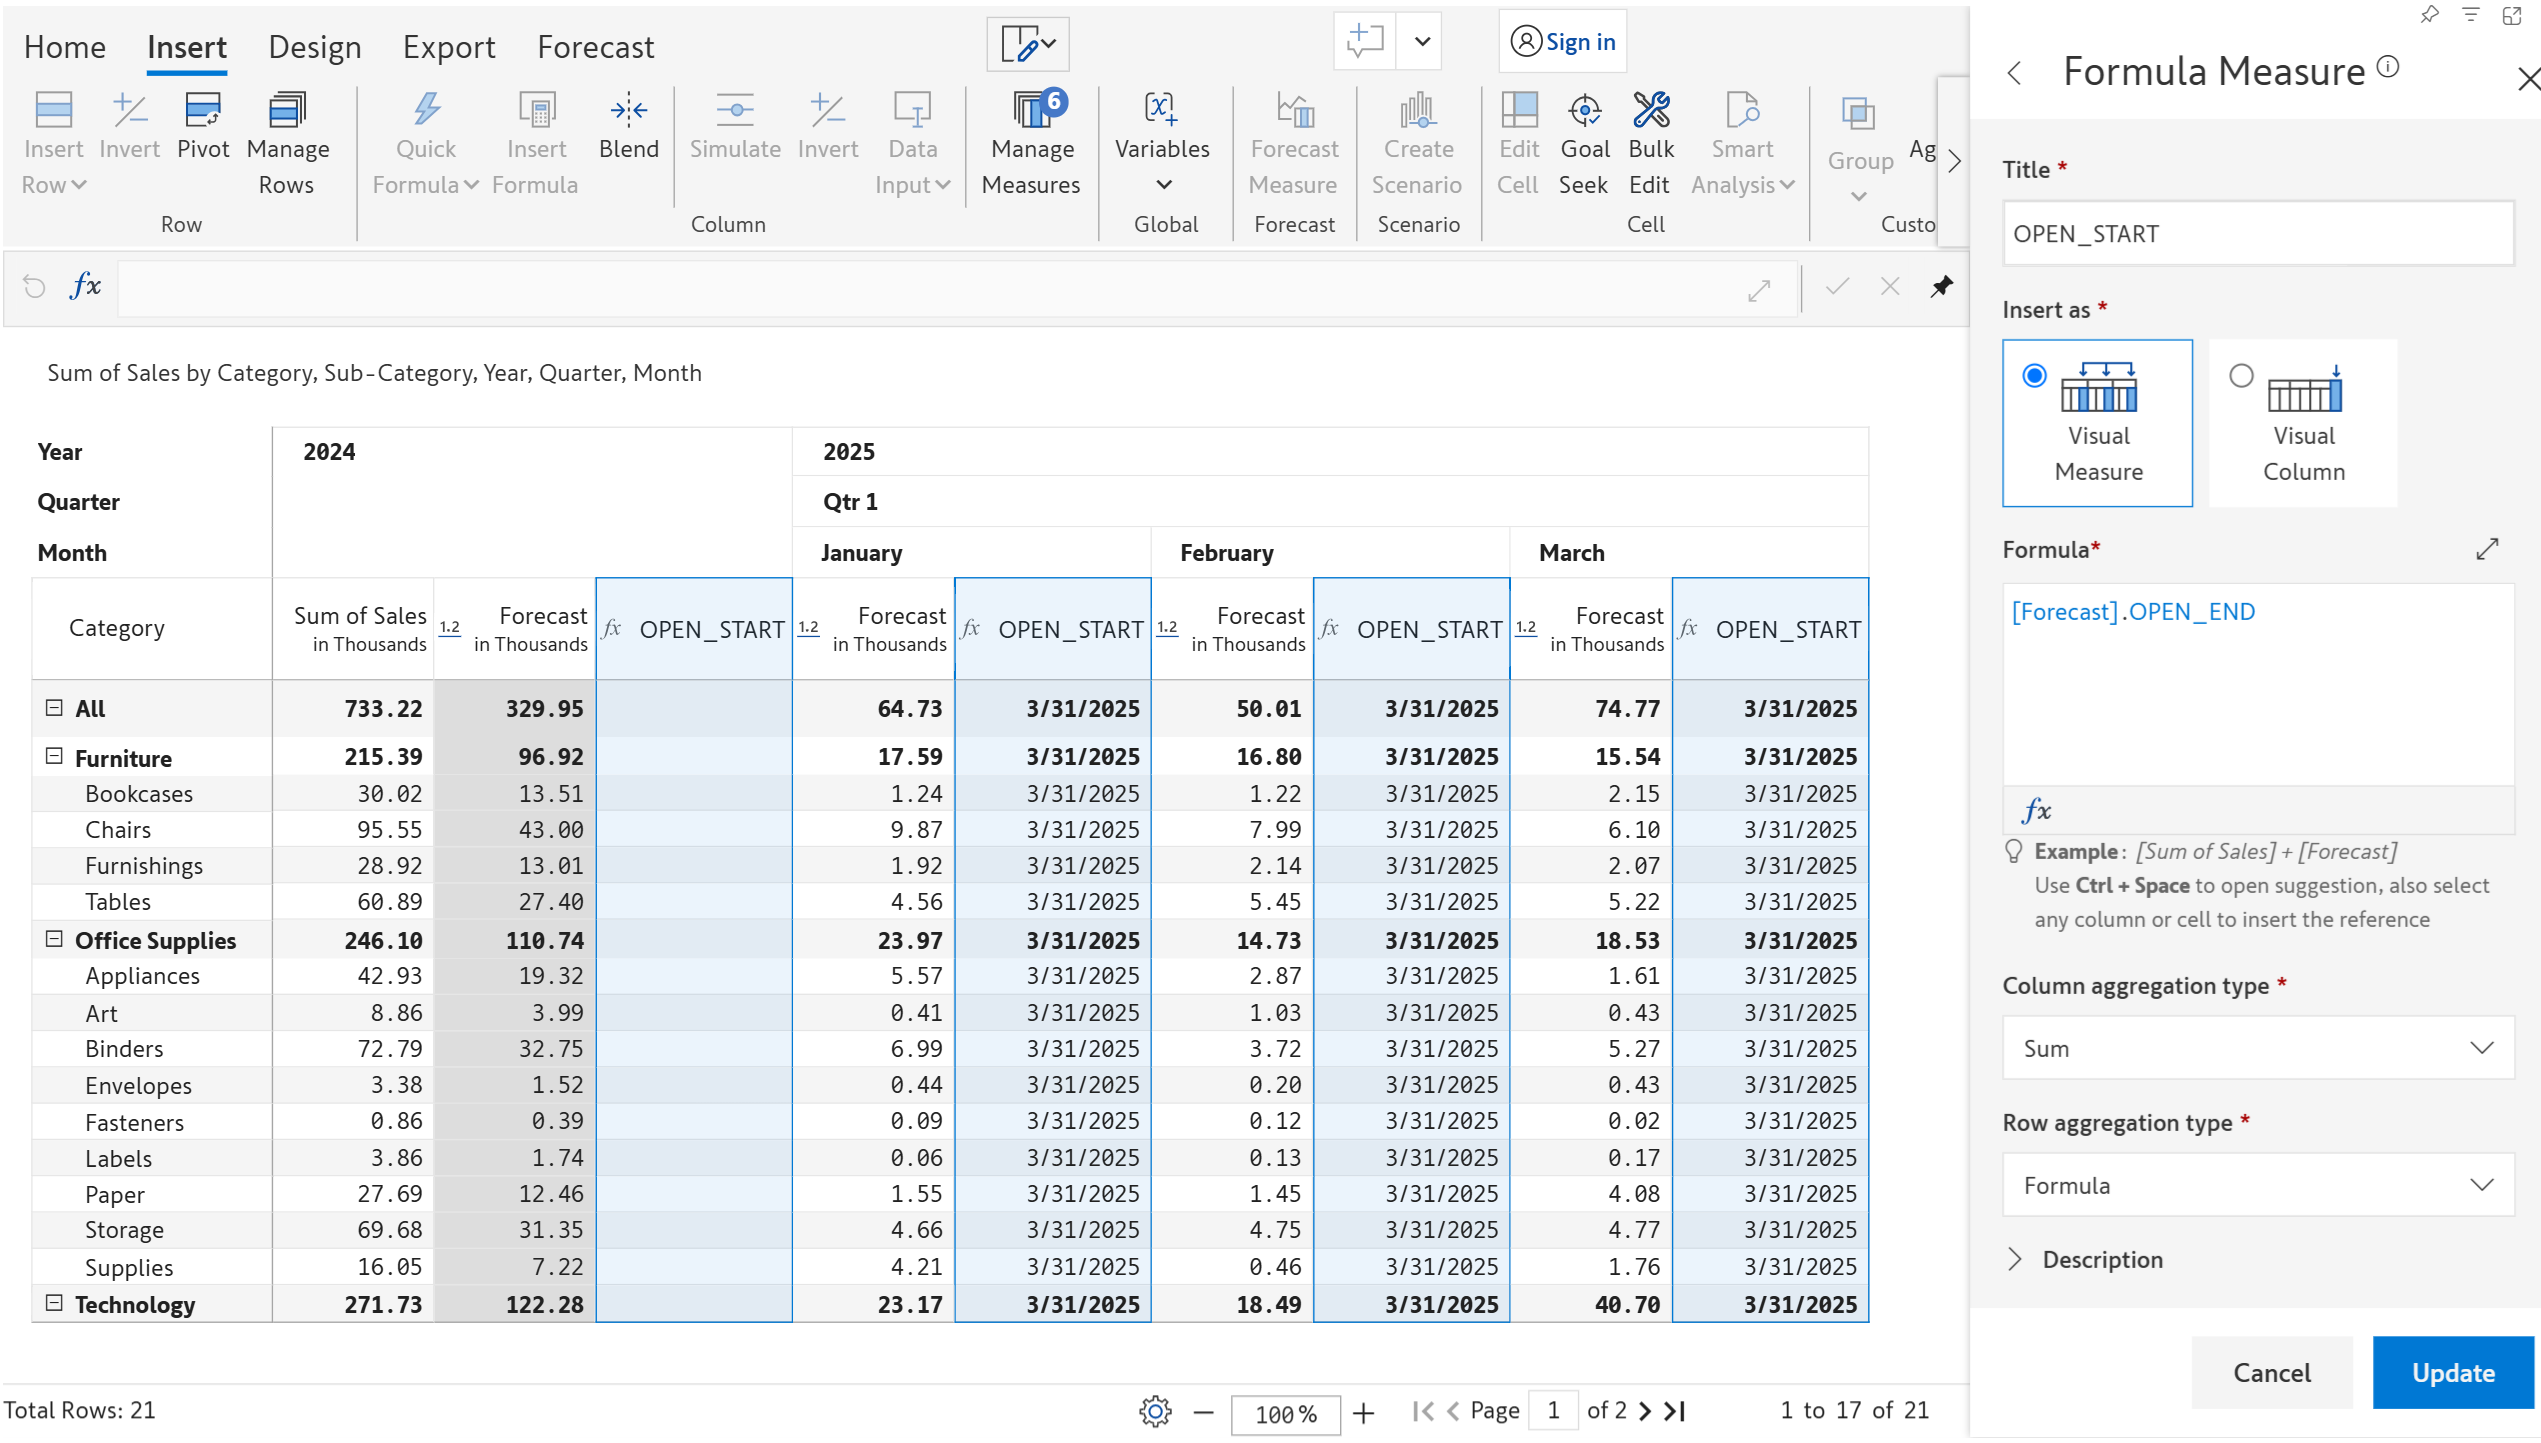 Home Insert Design Export Forecast Sign in
Insert Row Invert Pivot Manage Rows Quick Formula Insert Formula Blend Simulate Invert Data Input Manage Measures 6 Variables Forecast Measure Create Scenario Edit Cell Goal Seek Bulk Edit Smart Analysis Group Ag
Row Column Global Forecast Scenario Cell Custo
fx
Sum of Sales by Category, Sub-Category, Year, Quarter, Month
Year 2024 2025
Quarter Qtr 1
Month January February March
Category Sum of Sales in Thousands 1.2 Forecast in Thousands fx OPEN_START 1.2 Forecast in Thousands fx OPEN_START 1.2 Forecast in Thousands fx OPEN_START 1.2 Forecast in Thousands fx OPEN_START
All 733.22 329.95 64.73 3/31/2025 50.01 3/31/2025 74.77 3/31/2025
Furniture 215.39 96.92 17.59 3/31/2025 16.80 3/31/2025 15.54 3/31/2025
Bookcases 30.02 13.51 1.24 3/31/2025 1.22 3/31/2025 2.15 3/31/2025
Chairs 95.55 43.00 9.87 3/31/2025 7.99 3/31/2025 6.10 3/31/2025
Furnishings 28.92 13.01 1.92 3/31/2025 2.14 3/31/2025 2.07 3/31/2025
Tables 60.89 27.40 4.56 3/31/2025 5.45 3/31/2025 5.22 3/31/2025
Office Supplies 246.10 110.74 23.97 3/31/2025 14.73 3/31/2025 18.53 3/31/2025
Appliances 42.93 19.32 5.57 3/31/2025 2.87 3/31/2025 1.61 3/31/2025
Art 8.86 3.99 0.41 3/31/2025 1.03 3/31/2025 0.43 3/31/2025
Binders 72.79 32.75 6.99 3/31/2025 3.72 3/31/2025 5.27 3/31/2025
Envelopes 3.38 1.52 0.44 3/31/2025 0.20 3/31/2025 0.43 3/31/2025
Fasteners 0.86 0.39 0.09 3/31/2025 0.12 3/31/2025 0.02 3/31/2025
Labels 3.86 1.74 0.06 3/31/2025 0.13 3/31/2025 0.17 3/31/2025
Paper 27.69 12.46 1.55 3/31/2025 1.45 3/31/2025 4.08 3/31/2025
Storage 69.68 31.35 4.66 3/31/2025 4.75 3/31/2025 4.77 3/31/2025
Supplies 16.05 7.22 4.21 3/31/2025 0.46 3/31/2025 1.76 3/31/2025
Technology 271.73 122.28 23.17 3/31/2025 18.49 3/31/2025 40.70 3/31/2025
Total Rows: 21 100% Page 1 of 2 1 to 17 of 21
Formula Measure
Title *
OPEN_START
Insert as *
Visual Measure
Visual Column
Formula*
[Forecast].OPEN_END
fx
Example: [Sum of Sales] + [Forecast]
Use Ctrl + Space to open suggestion, also select
any column or cell to insert the reference
Column aggregation type *
Sum
Row aggregation type *
Formula
Description
Cancel Update